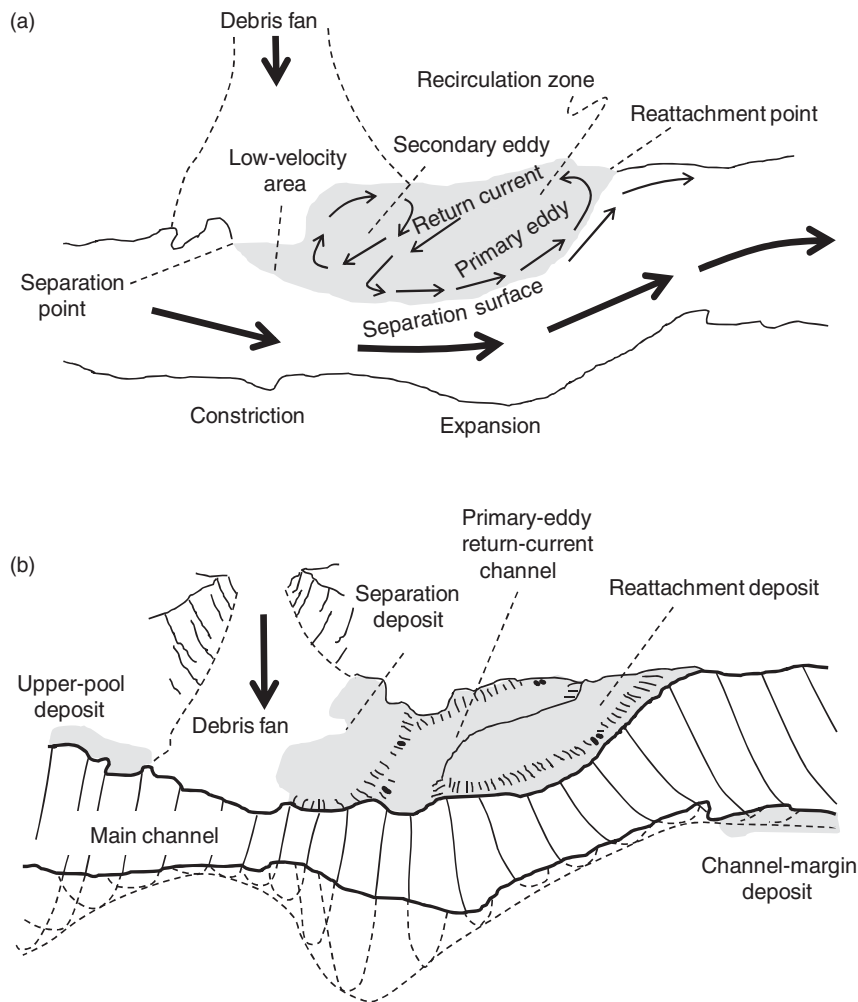 (a)
Debris fan
Recirculation zone
Reattachment point
Secondary eddy
Low-velocity
area
Return current
Primary eddy
Separation
point
Separation surface
Constriction
Expansion
(b)
Primary-eddy
return-current
channel
Separation
deposit
Reattachment deposit
Upper-pool
deposit
Debris fan
Main channel
Channel-margin
deposit